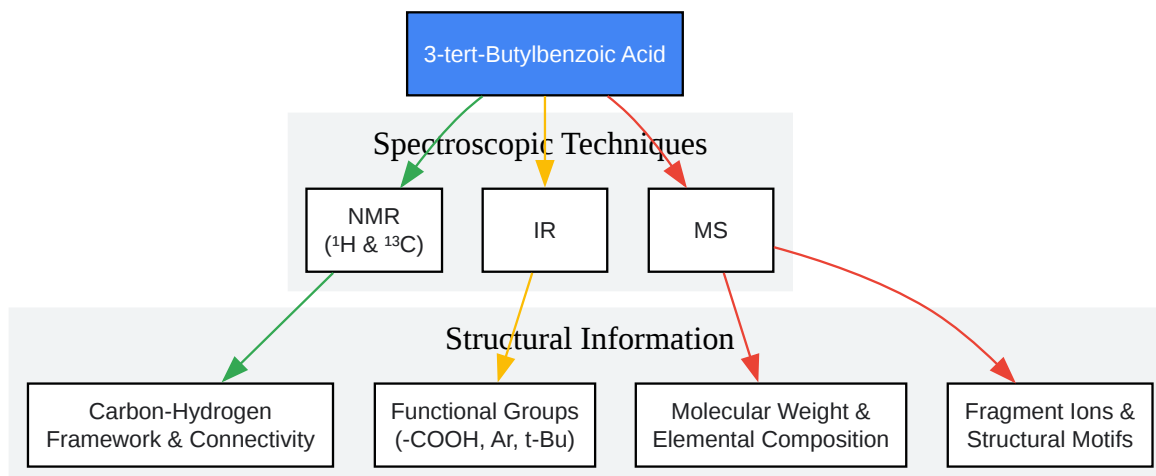 3-tert-Butylbenzoic Acid
Spectroscopic Techniques
NMR
(¹H & ¹³C)
IR
MS
Structural Information
Carbon-Hydrogen
Framework & Connectivity
Functional Groups
(-COOH, Ar, t-Bu)
Molecular Weight &
Elemental Composition
Fragment Ions &
Structural Motifs